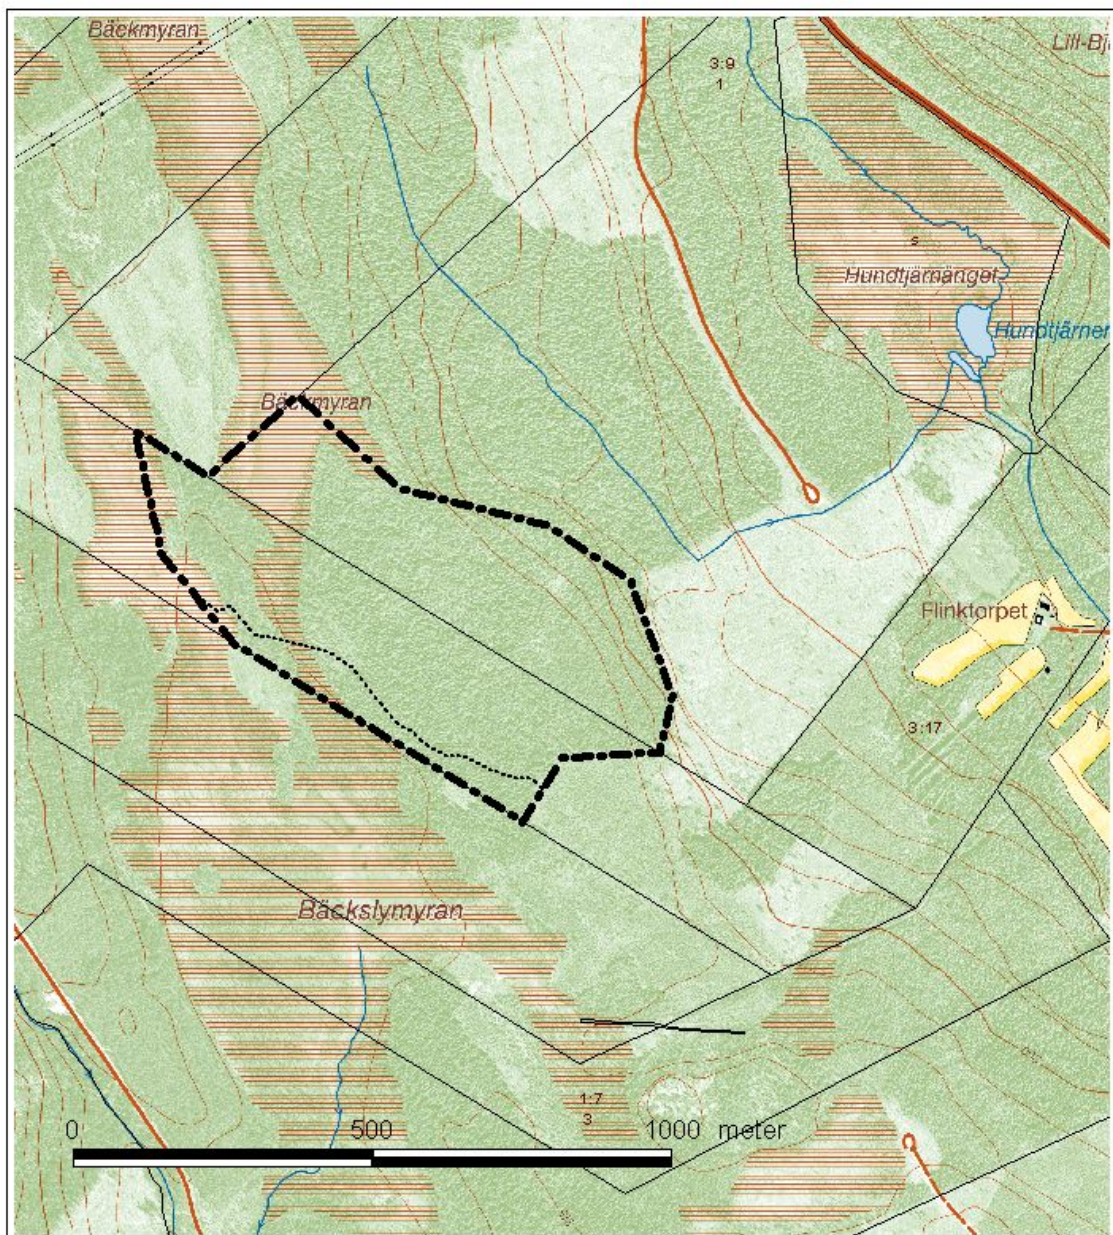 Bäckmyran
Lill-Bj
3:9
1
s
Hundtjärnänget
Hundtjärner
Bäckmyran
Flinktorpet
3:17
Bäckslymyran
1:7
3
0 500 1000 meter